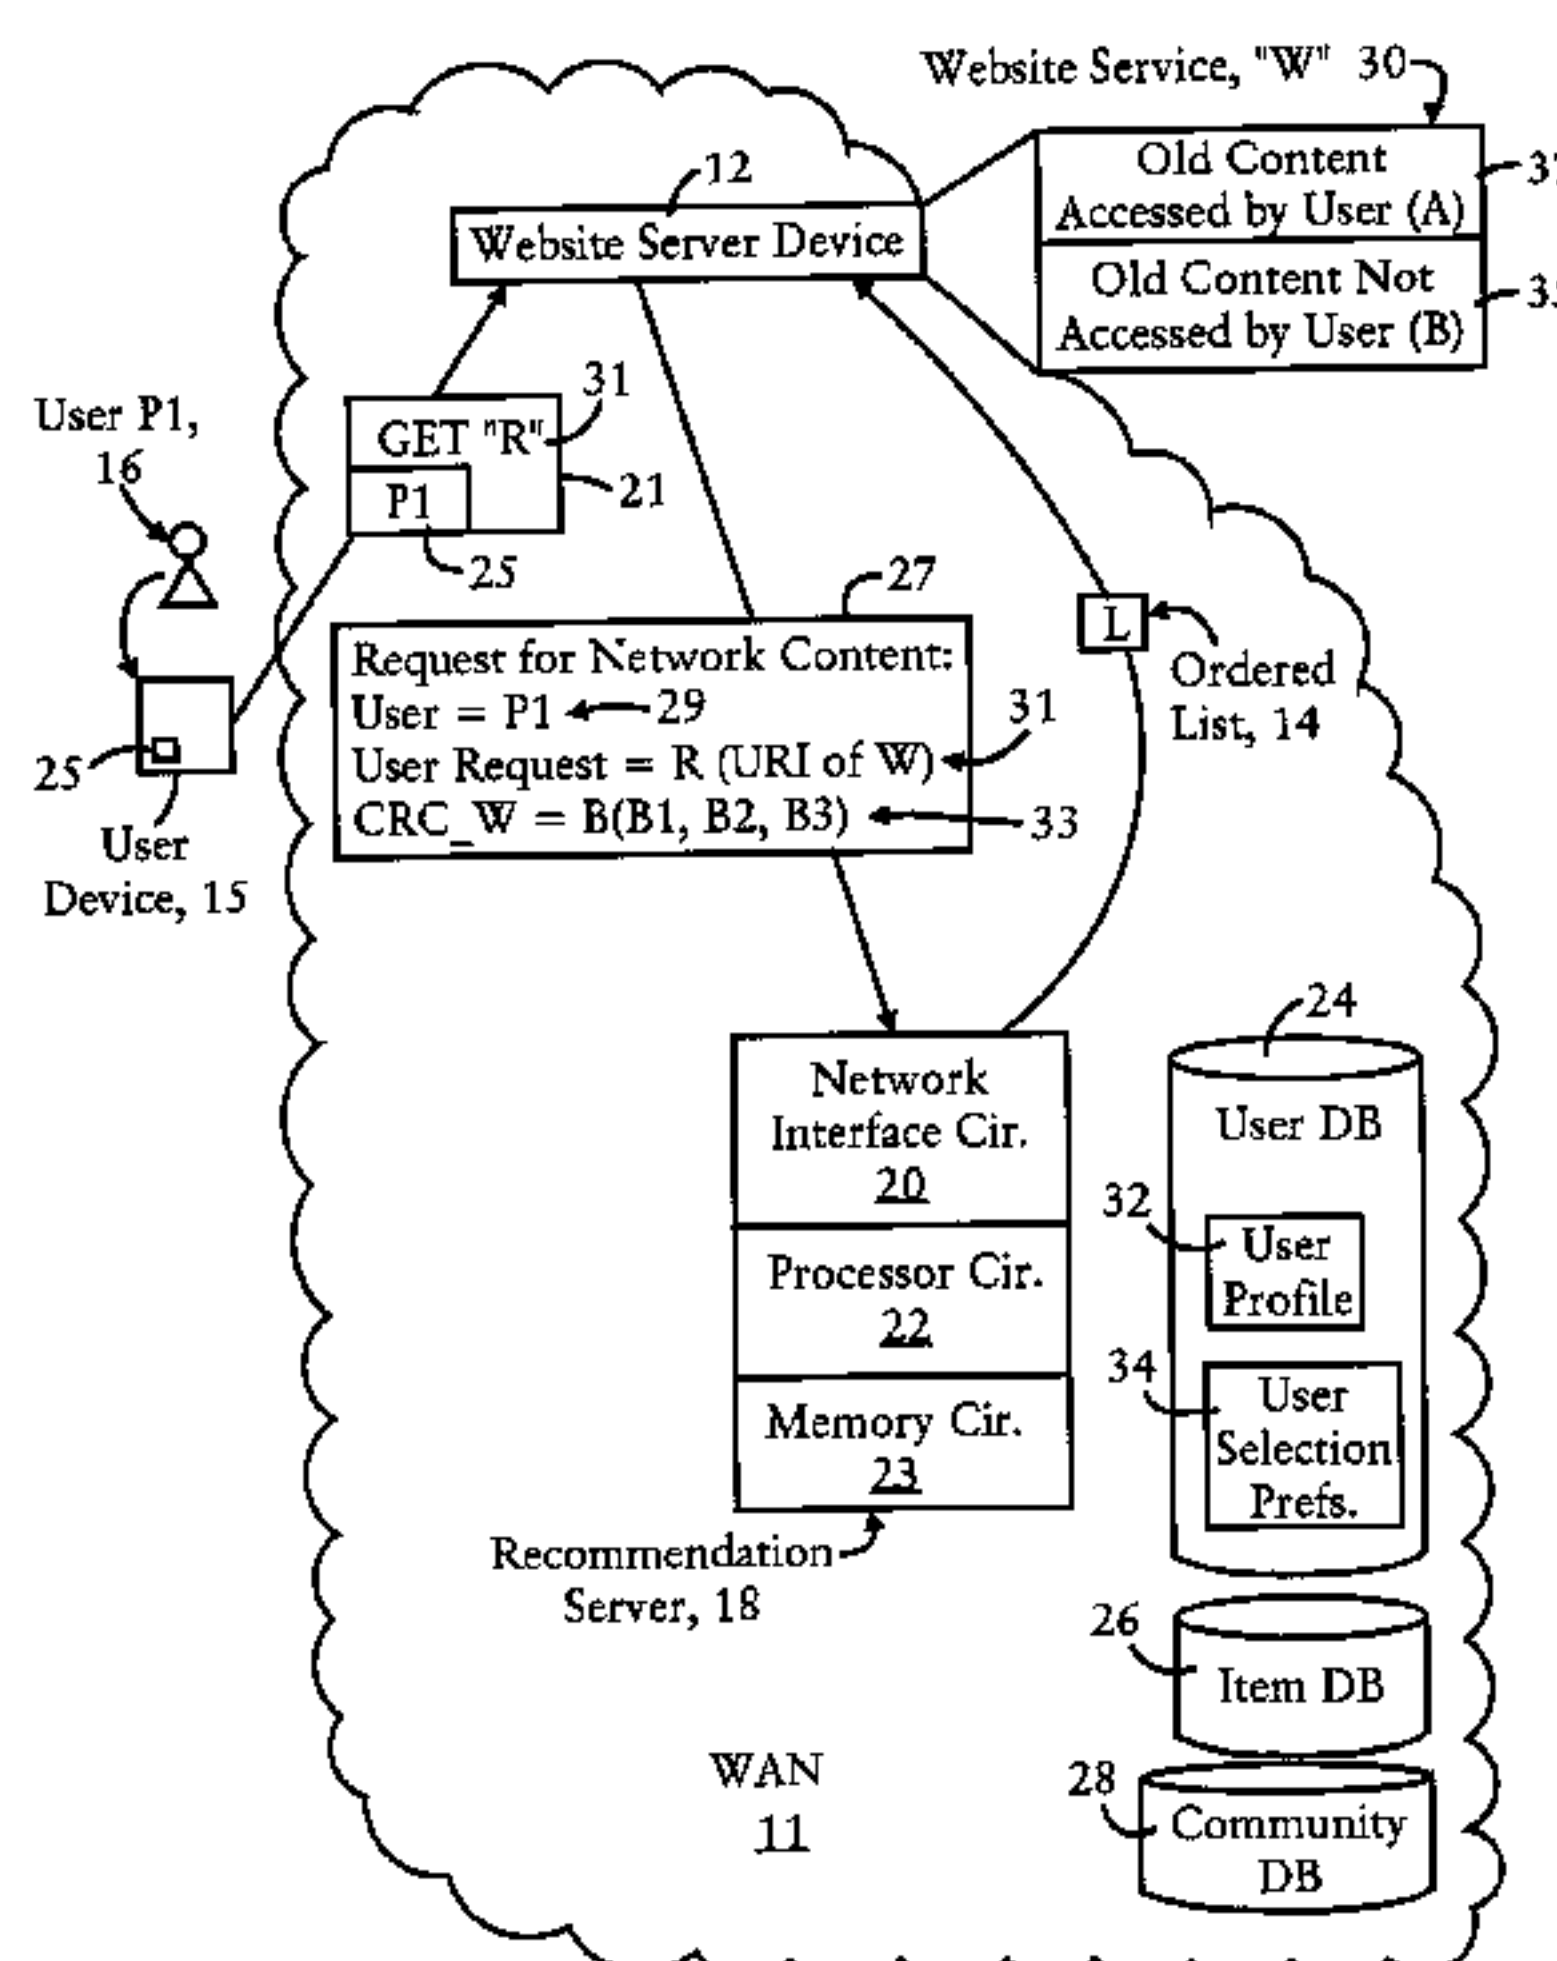 Website Service, "W" 30
Old Content
Accessed by User (A)
Old Content Not
Accessed by User (B)
12
Website Server Device
31
GET "R"
21
P1
25
User P1,
16
27
Request for Network Content:
User = P1
29
User Request = R (URI of W)
31
CRC_W = B(B1, B2, B3)
33
L
Ordered
List, 14
25
User
Device, 15
Network
Interface Cir.
20
Processor Cir.
22
Memory Cir.
23
Recommendation
Server, 18
24
User DB
32
User
Profile
34
User
Selection
Prefs.
26
Item DB
28
Community
DB
WAN
11